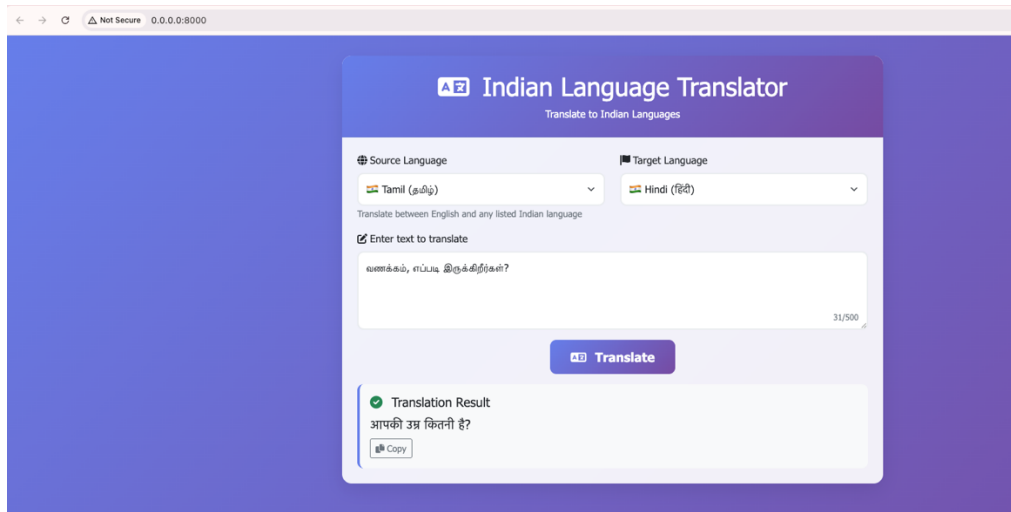 Not Secure 0.0.0.0:8000
Indian Language Translator
Translate to Indian Languages
Source Language
Target Language
Tamil (தமிழ்)
Hindi (हिंदी)
Translate between English and any listed Indian language
Enter text to translate
வணக்கம், எப்படி இருக்கிறீர்கள்?
31/500
Translate
Translation Result
आपकी उम्र कितनी है?
Copy